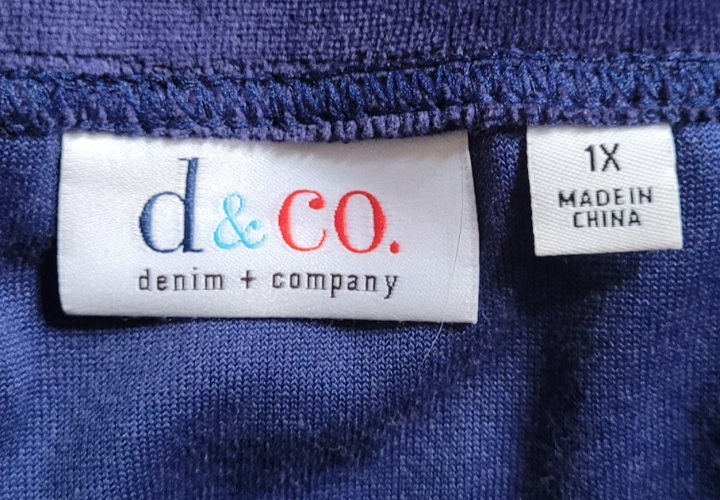 d&co.
denim + company
1X
MADE IN
CHINA